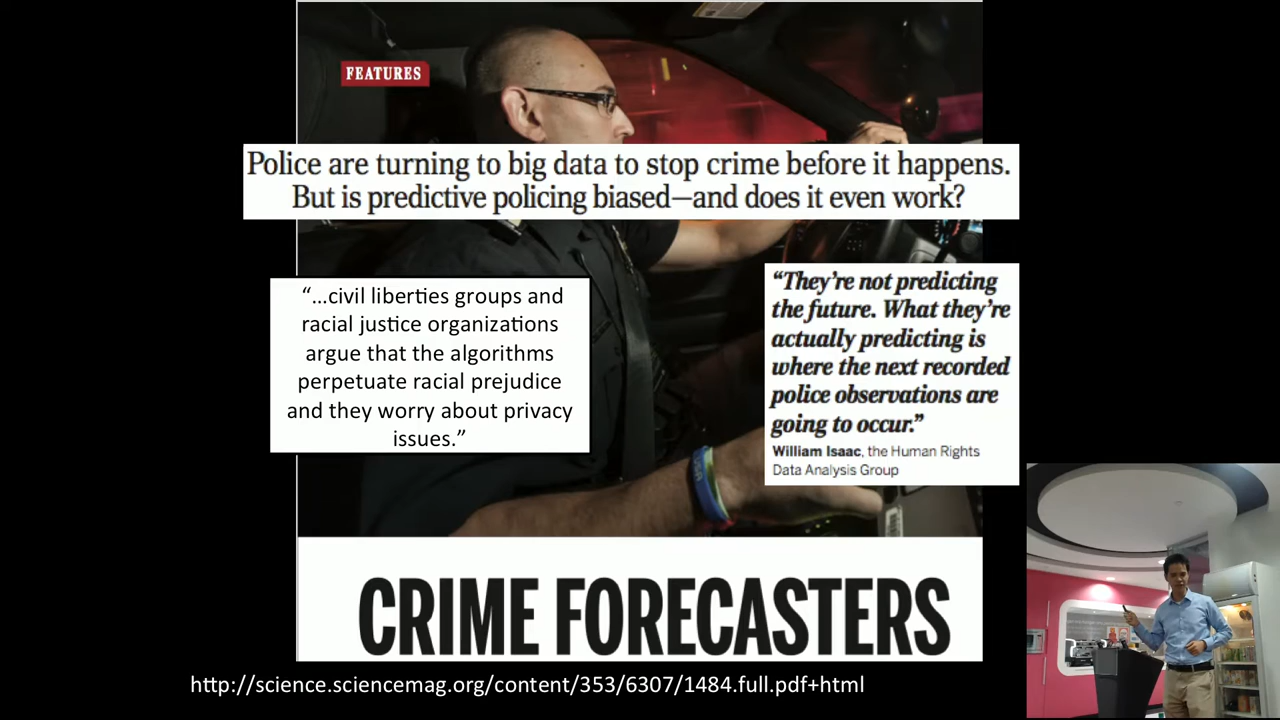 FEATURES
Police are turning to big data to stop crime before it happens.
But is predictive policing biased—and does it even work?
“...civil liberties groups and
racial justice organizations
argue that the algorithms
perpetuate racial prejudice
and they worry about privacy
issues.”
“They’re not predicting
the future. What they’re
actually predicting is
where the next recorded
police observations are
going to occur.”
William Isaac, the Human Rights
Data Analysis Group
CRIME FORECASTERS
http://science.sciencemag.org/content/353/6307/1484.full.pdf+html